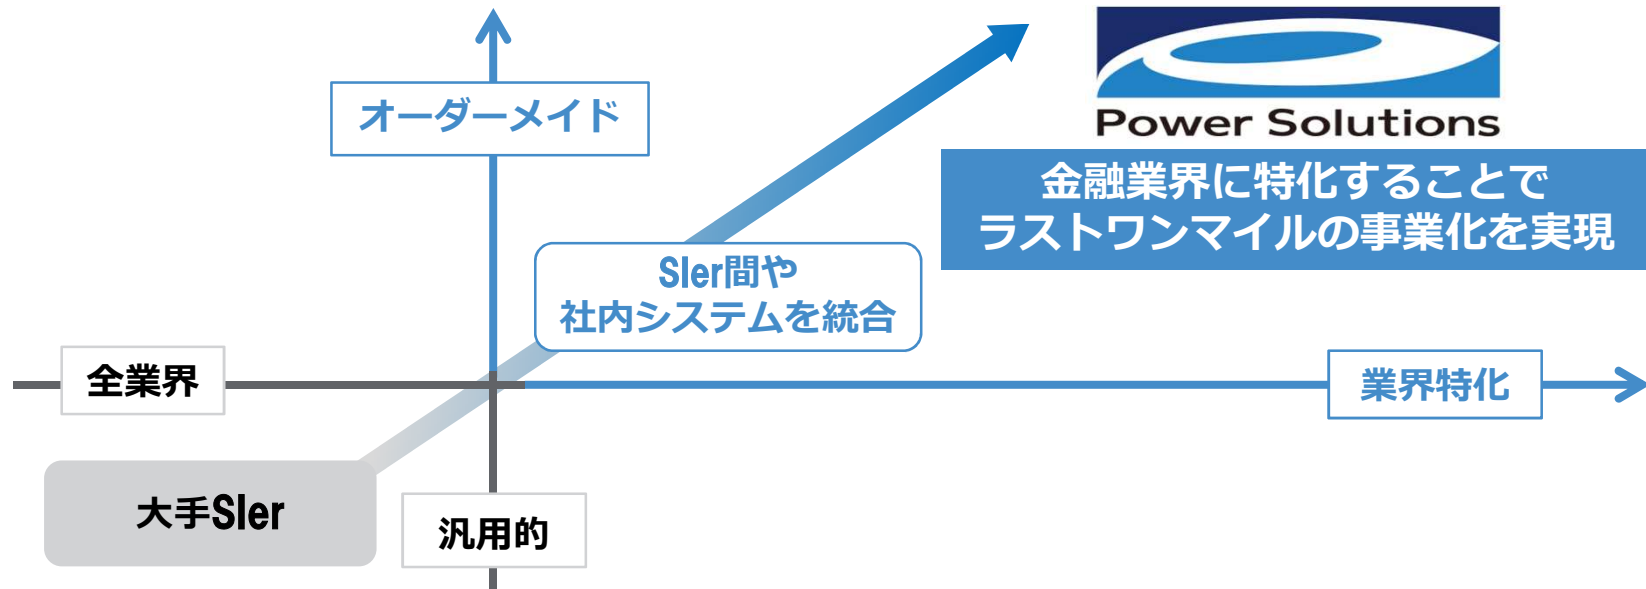 オーダーメイド
Power Solutions
金融業界に特化することで
ラストワンマイルの事業化を実現
SIer間や
社内システムを統合
全業界
業界特化
大手SIer
汎用的